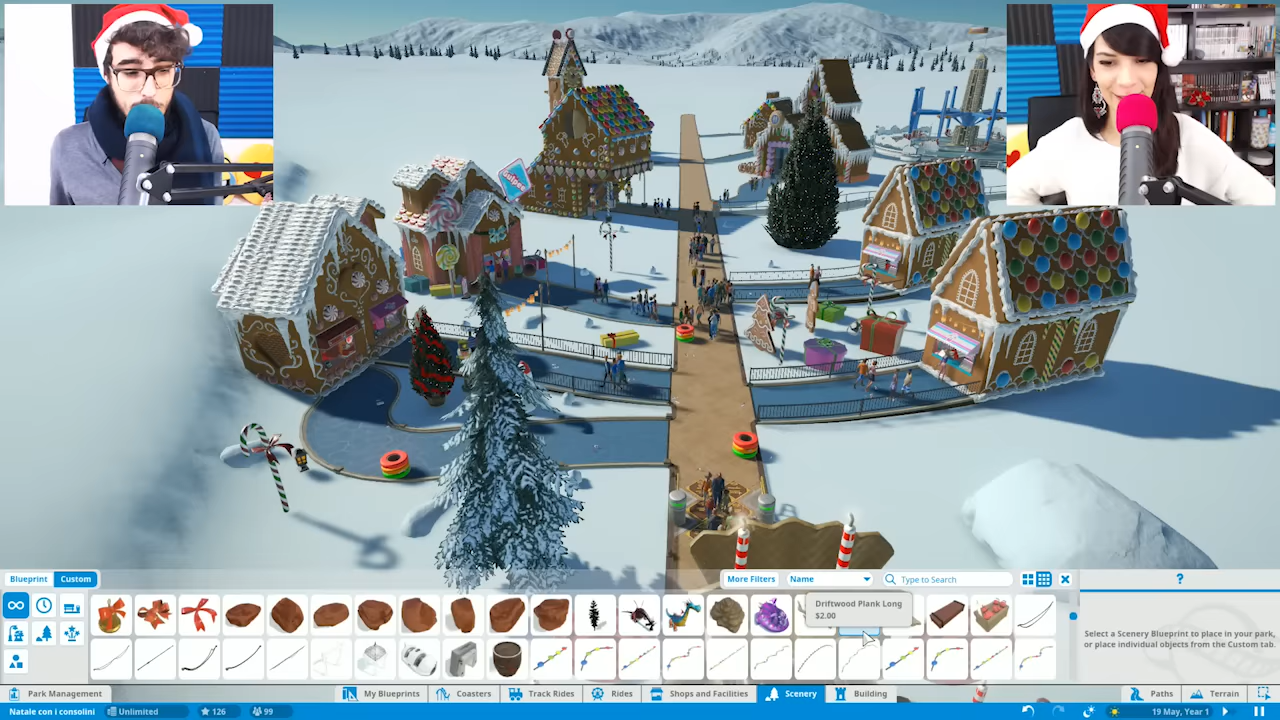 Gulpee
Blueprint Custom
More Filters Name Type to Search
?
Driftwood Plank Long
$2.00
Select a Scenery Blueprint to place in your park,
or place individual objects from the Custom tab.
Park Management My Blueprints Coasters Track Rides Rides Shops and Facilities Scenery Building Paths Terrain
Natale con i consolini Unlimited 126 99 19 May, Year 1